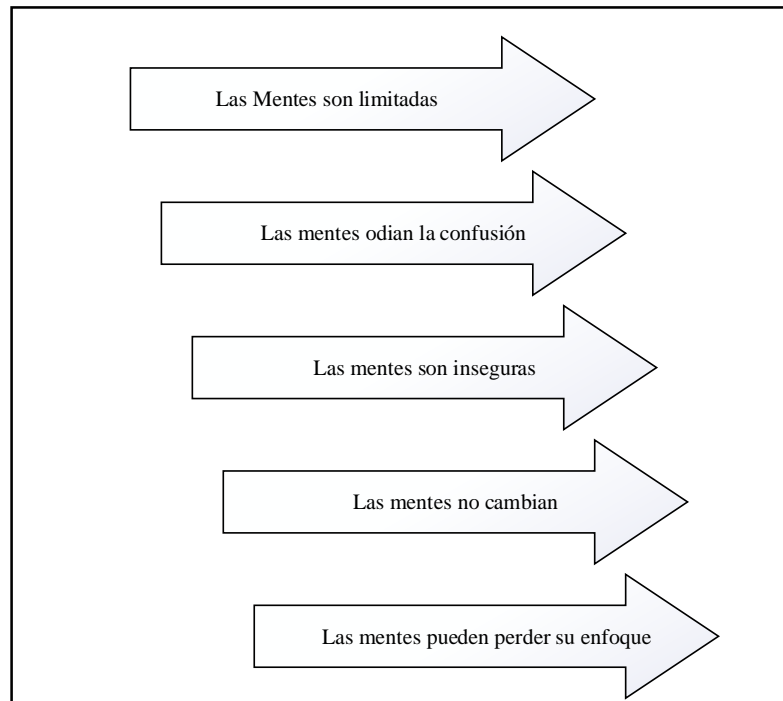 Las Mentes son limitadas
Las mentes odian la confusión
Las mentes son inseguras
Las mentes no cambian
Las mentes pueden perder su enfoque